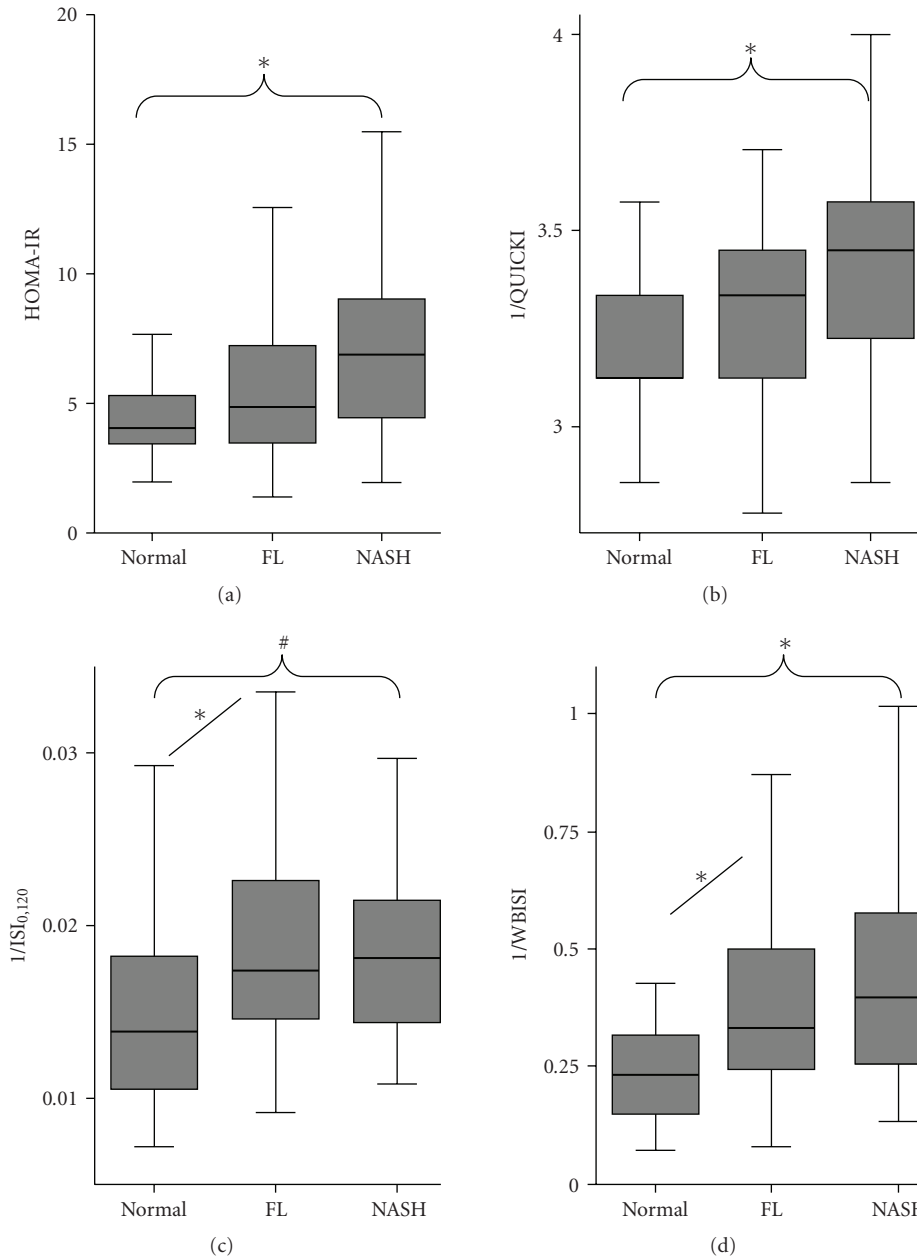 20
15
10
5
0
HOMA-IR
*
Normal FL NASH
(a)
4
3.5
3
1/QUICKI
*
Normal FL NASH
(b)
0.03
0.02
0.01
1/ISI0,120
#
*
Normal FL NASH
(c)
1
0.75
0.5
0.25
0
1/WBISI
*
*
Normal FL NASH
(d)